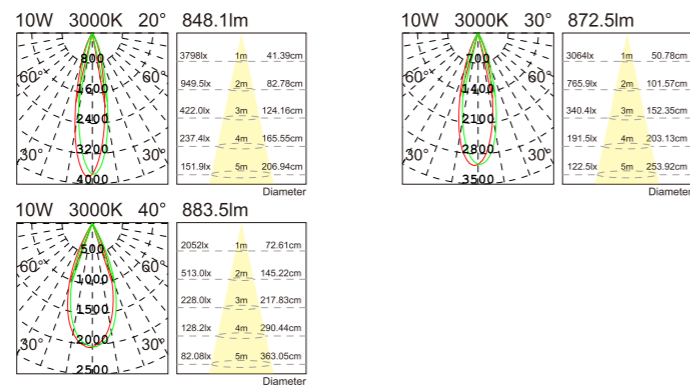 10W 3000K 20° 848.1lm
800
1600
2400
3200
4000
60° 60°
30° 30°
3798lx 1m 41.39cm
949.5lx 2m 82.78cm
422.0lx 3m 124.16cm
237.4lx 4m 165.55cm
151.9lx 5m 206.94cm
Diameter
10W 3000K 30° 872.5lm
700
1400
2100
2800
3500
60° 60°
30° 30°
3064lx 1m 50.78cm
765.9lx 2m 101.57cm
340.4lx 3m 152.35cm
191.5lx 4m 203.13cm
122.5lx 5m 253.92cm
Diameter
10W 3000K 40° 883.5lm
500
1000
1500
2000
2500
60° 60°
30° 30°
2052lx 1m 72.61cm
513.0lx 2m 145.22cm
228.0lx 3m 217.83cm
128.2lx 4m 290.44cm
82.08lx 5m 363.05cm
Diameter